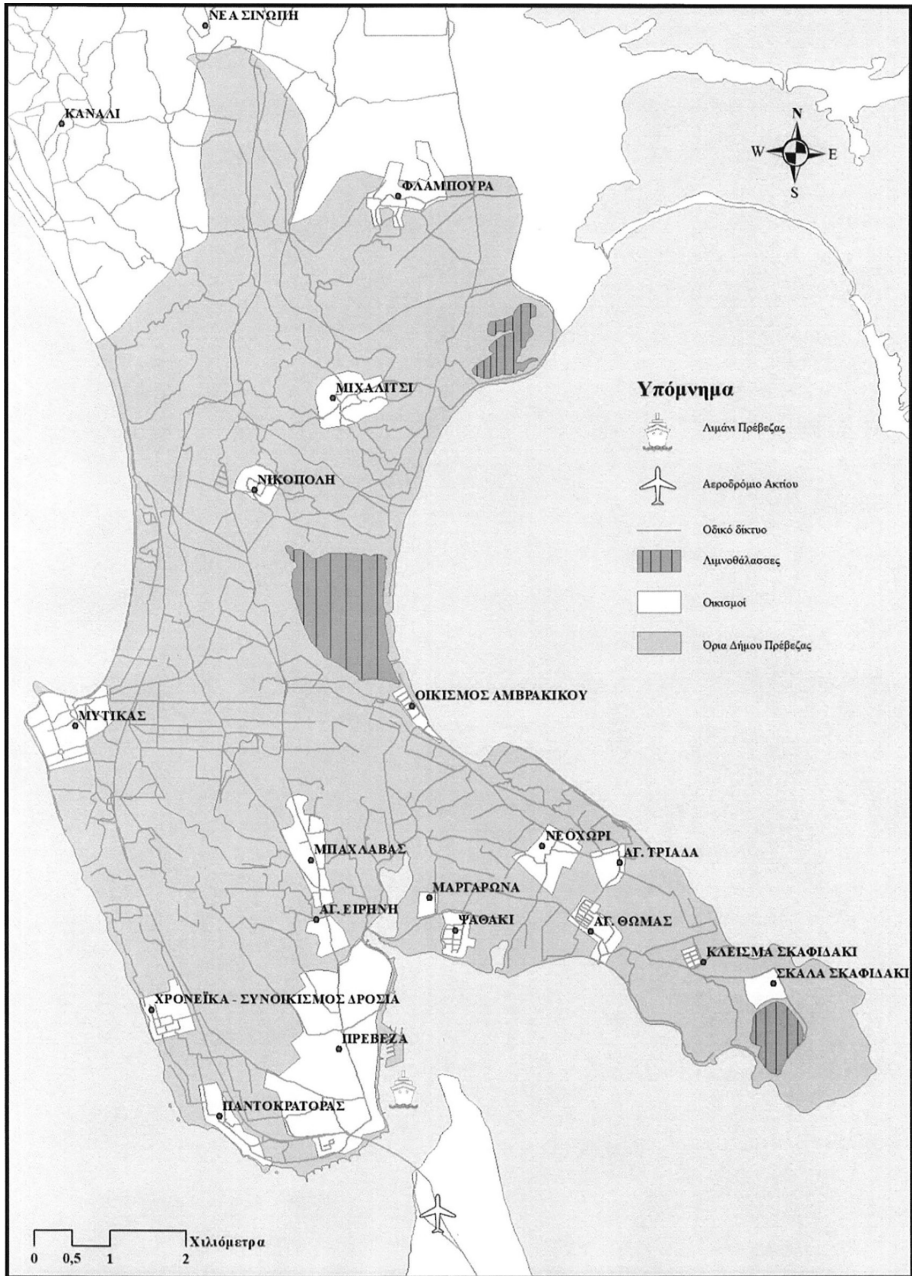 ΝΕΑ ΣΙΝΩΠΗ
ΚΑΝΑΛΙ
N
W E
S
ΦΛΑΜΠΟΥΡΑ
ΜΙΧΑΛΙΤΣΙ
Υπόμνημα
Λιμάνι Πρέβεζας
ΝΙΚΟΠΟΛΗ
Αεροδρόμιο Ακτίου
Οδικό δίκτυο
Λιμνοθάλασσες
Οικισμοί
Όρια Δήμου Πρέβεζας
ΟΙΚΙΣΜΟΣ ΑΜΒΡΑΚΙΚΟΥ
ΜΥΤΙΚΑΣ
ΝΕΟΧΩΡΙ
ΜΠΑΧΛΑΒΑΣ
ΑΓ. ΤΡΙΑΔΑ
ΜΑΡΓΑΡΩΝΑ
ΑΓ. ΕΙΡΗΝΗ
ΨΑΘΑΚΙ
ΑΓ. ΘΩΜΑΣ
ΚΛΕΙΣΜΑ ΣΚΑΦΙΔΑΚΙ
ΣΚΑΛΑ ΣΚΑΦΙΔΑΚΙ
ΧΡΟΝΕΪΚΑ - ΣΥΝΟΙΚΙΣΜΟΣ ΔΡΟΣΙΑ
ΠΡΕΒΕΖΑ
ΠΑΝΤΟΚΡΑΤΟΡΑΣ
Χιλιόμετρα
0 0,5 1 2